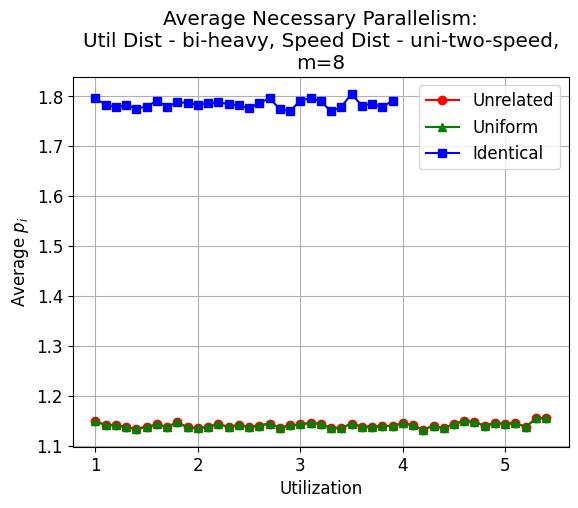 Average Necessary Parallelism:
Util Dist - bi-heavy, Speed Dist - uni-two-speed,
m=8
Unrelated
Uniform
Identical
1.8
1.7
1.6
1.5
1.4
1.3
1.2
1.1
Average p_i
1 2 3 4 5
Utilization